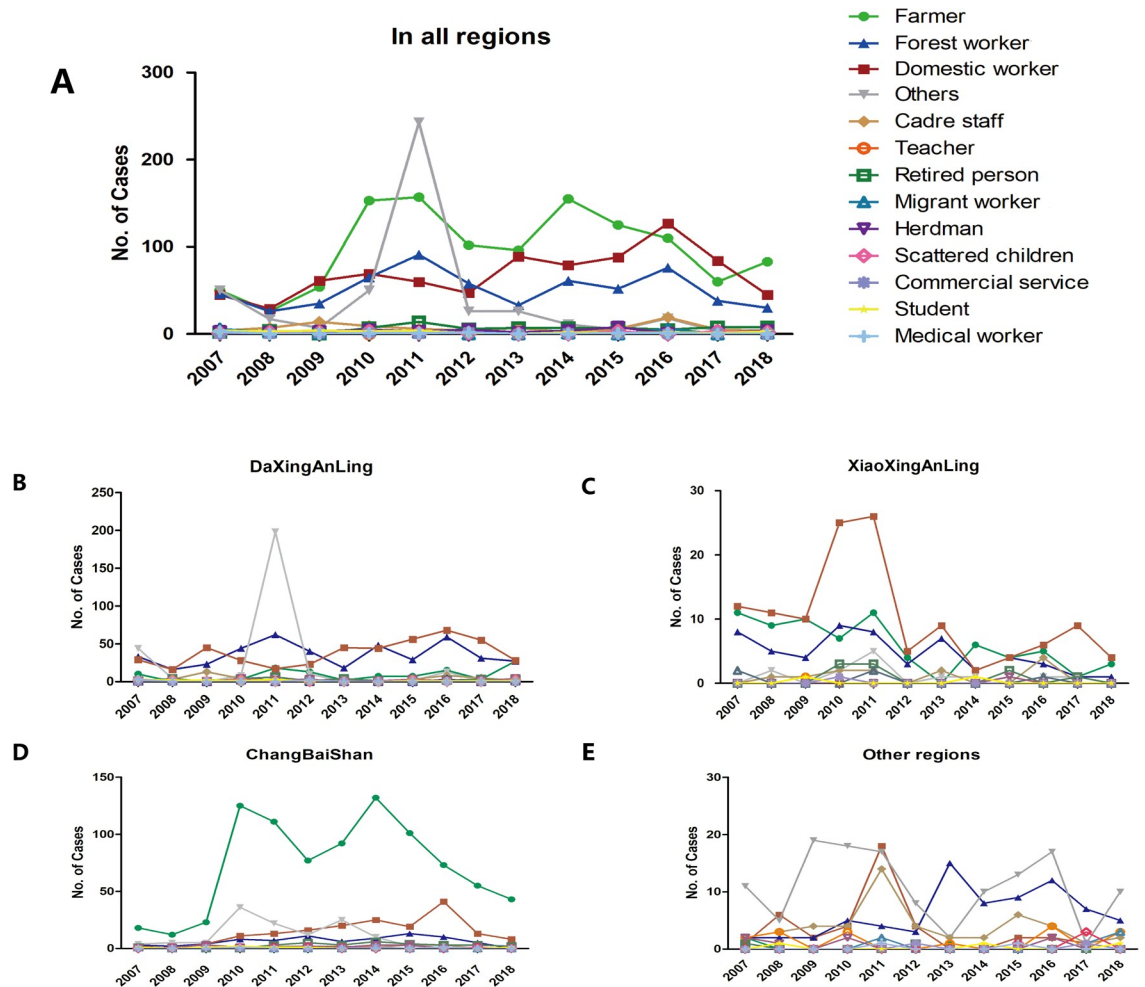 In all regions
A
300
200
100
0
No. of Cases
2007
2008
2009
2010
2011
2012
2013
2014
2015
2016
2017
2018
Farmer
Forest worker
Domestic worker
Others
Cadre staff
Teacher
Retired person
Migrant worker
Herdman
Scattered children
Commercial service
Student
Medical worker
B
DaXingAnLing
250
200
150
100
50
0
No. of Cases
2007
2008
2009
2010
2011
2012
2013
2014
2015
2016
2017
2018
C
XiaoXingAnLing
30
20
10
0
No. of Cases
2007
2008
2009
2010
2011
2012
2013
2014
2015
2016
2017
2018
D
ChangBaiShan
150
100
50
0
No. of Cases
2007
2008
2009
2010
2011
2012
2013
2014
2015
2016
2017
2018
E
Other regions
30
20
10
0
No. of Cases
2007
2008
2009
2010
2011
2012
2013
2014
2015
2016
2017
2018